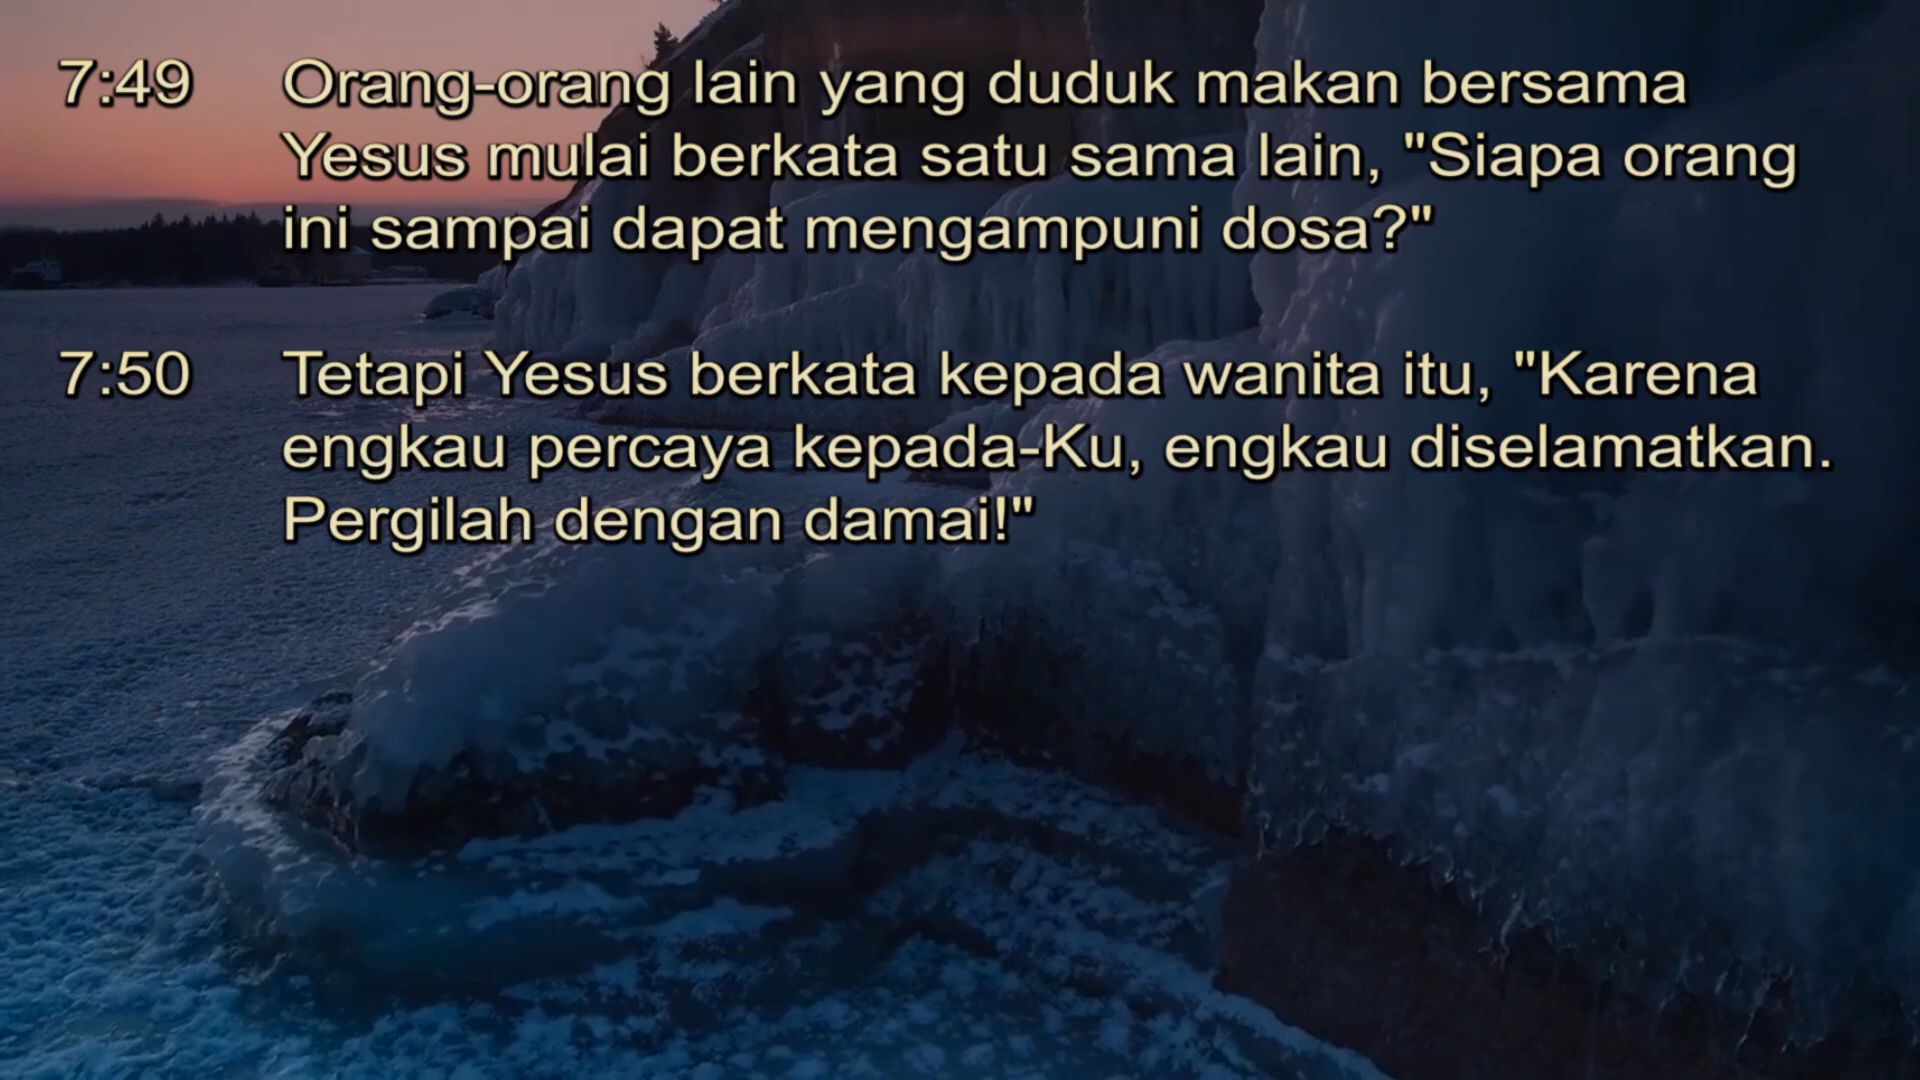 7:49 Orang-orang lain yang duduk makan bersama
Yesus mulai berkata satu sama lain, "Siapa orang
ini sampai dapat mengampuni dosa?"
7:50 Tetapi Yesus berkata kepada wanita itu, "Karena
engkau percaya kepada-Ku, engkau diselamatkan.
Pergilah dengan damai!"